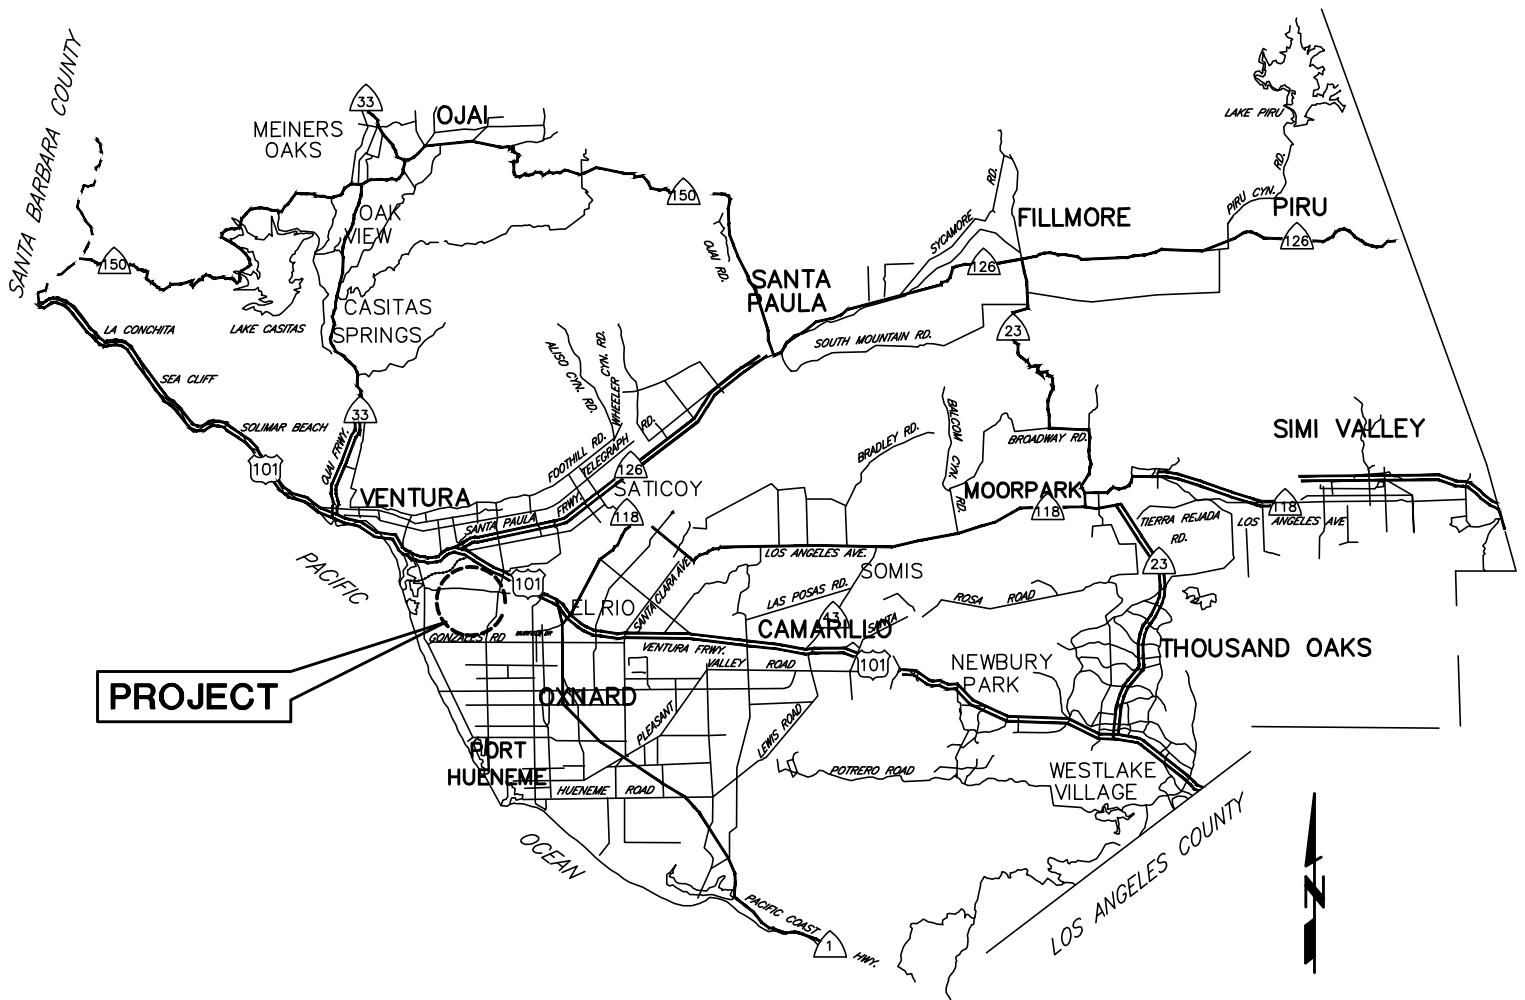 SANTA BARBARA COUNTY
33
OJAI
MEINERS
OAKS
LAKE PIRU
PIRU CYN. RD.
PIRU
126
150
OJAI RD.
SYCAMORE RD.
FILLMORE
126
OAK
VIEW
150
SANTA
PAULA
CASITAS
SPRINGS
LAKE CASITAS
LA CONCHITA
SEA CLIFF
SOLIMAR BEACH
SOUTH MOUNTAIN RD.
23
ALISO CYN. RD.
WHEELER CYN. RD.
33
OJAI FRWY.
101
FOOTHILL RD.
TELEGRAPH RD.
BRADLEY RD.
BALCOM CYN. RD.
BROADWAY RD.
SIMI VALLEY
126
SATICOY
VENTURA
SANTA PAULA FRWY.
118
MOORPARK
118
118
TIERRA REJADA
RD.
LOS ANGELES AVE
LOS ANGELES AVE.
23
SOMIS
PACIFIC
101
EL RIO
SANTA CLARA AVE.
LAS POSAS RD.
43
SANTA ROSA ROAD
GONZALES RD
CAMARILLO
VENTURA FRWY.
VALLEY ROAD
101
THOUSAND OAKS
NEWBURY
PARK
PROJECT
OXNARD
PLEASANT
LEWIS ROAD
PORT
HUENEME
HUENEME ROAD
POTRERO ROAD
WESTLAKE
VILLAGE
OCEAN
LOS ANGELES COUNTY
N
PACIFIC COAST HWY.
1